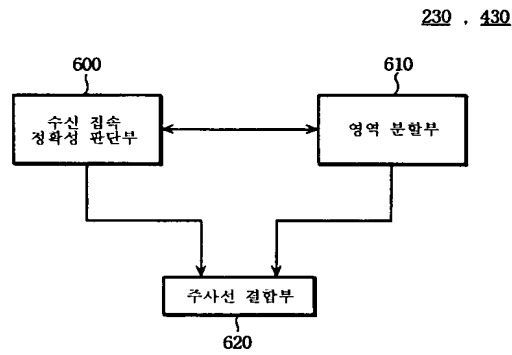 230 , 430
600
수신 집속
정확성 판단부
610
영역 분할부
주사선 결합부
620